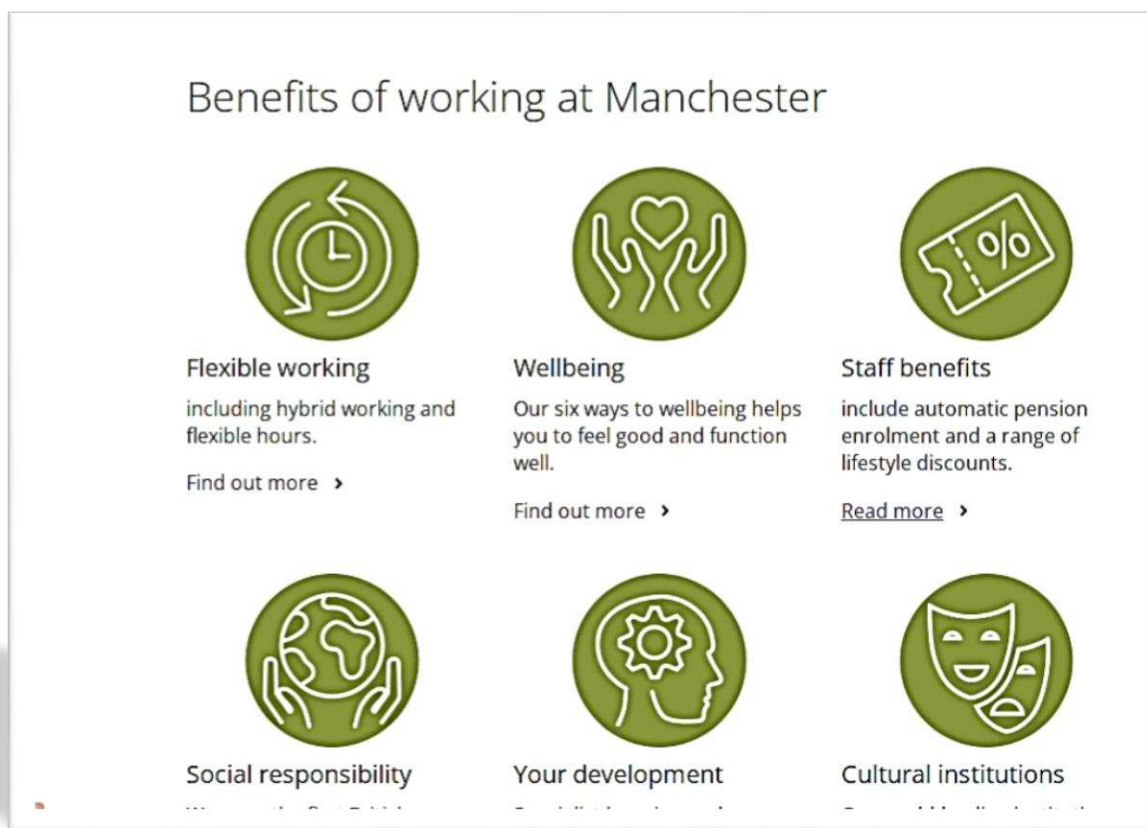 Benefits of working at Manchester
%
Flexible working
including hybrid working and
flexible hours.
Find out more
Wellbeing
Our six ways to wellbeing helps
you to feel good and function
well.
Find out more
Staff benefits
include automatic pension
enrolment and a range of
lifestyle discounts.
Read more
Social responsibility
Your development
Cultural institutions